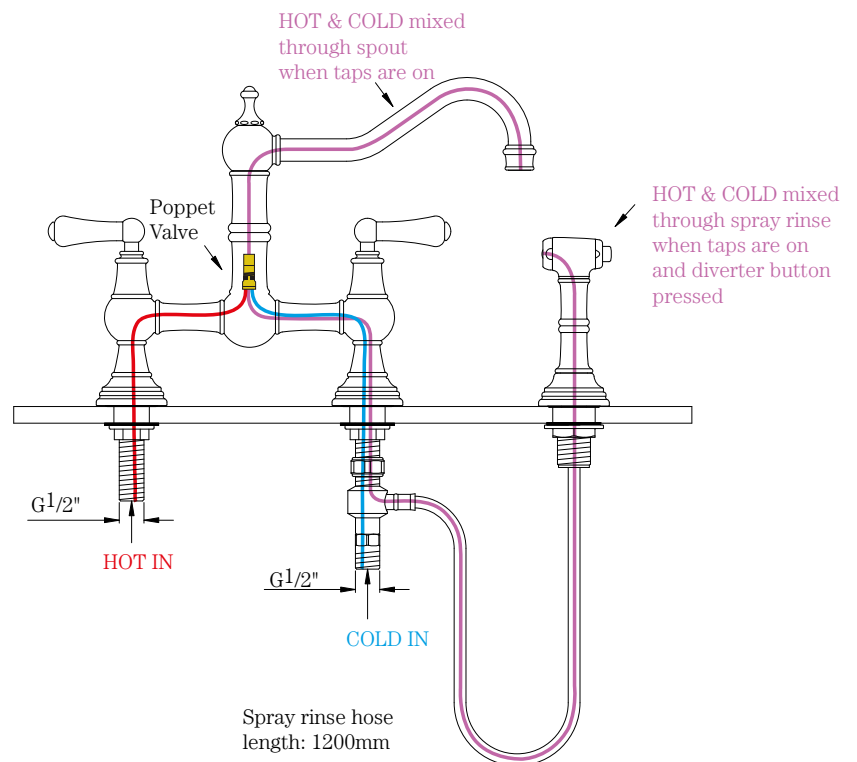 HOT & COLD mixed
through spout
when taps are on
Poppet
Valve
HOT & COLD mixed
through spray rinse
when taps are on
and diverter button
pressed
G1/2"
HOT IN
G1/2"
COLD IN
Spray rinse hose
length: 1200mm